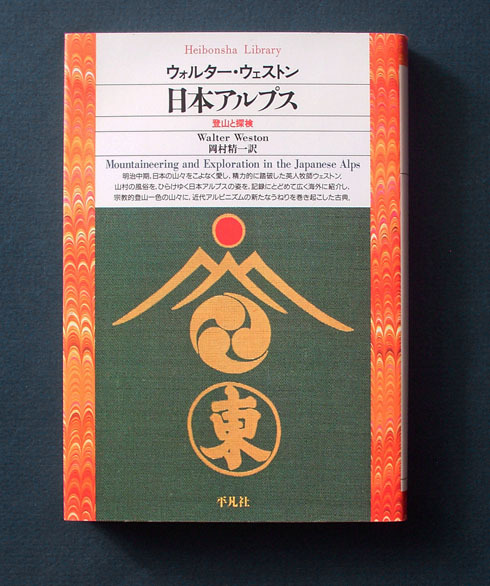 Heibonsha Library
ウォルター・ウェストン
日本アルプス
登山と探検
Walter Weston
岡村精一訳
Mountaineering and Exploration in the Japanese Alps
明治中期、日本の山々をこよなく愛し、精力的に踏破した英人牧師ウェストン。
山村の風俗を、ひらけゆく日本アルプスの姿を、記録にとどめて広く海外に紹介し、
宗教的登山一色の山々に、近代アルピニズムの新たなうねりを巻き起こした古典。
東
平凡社